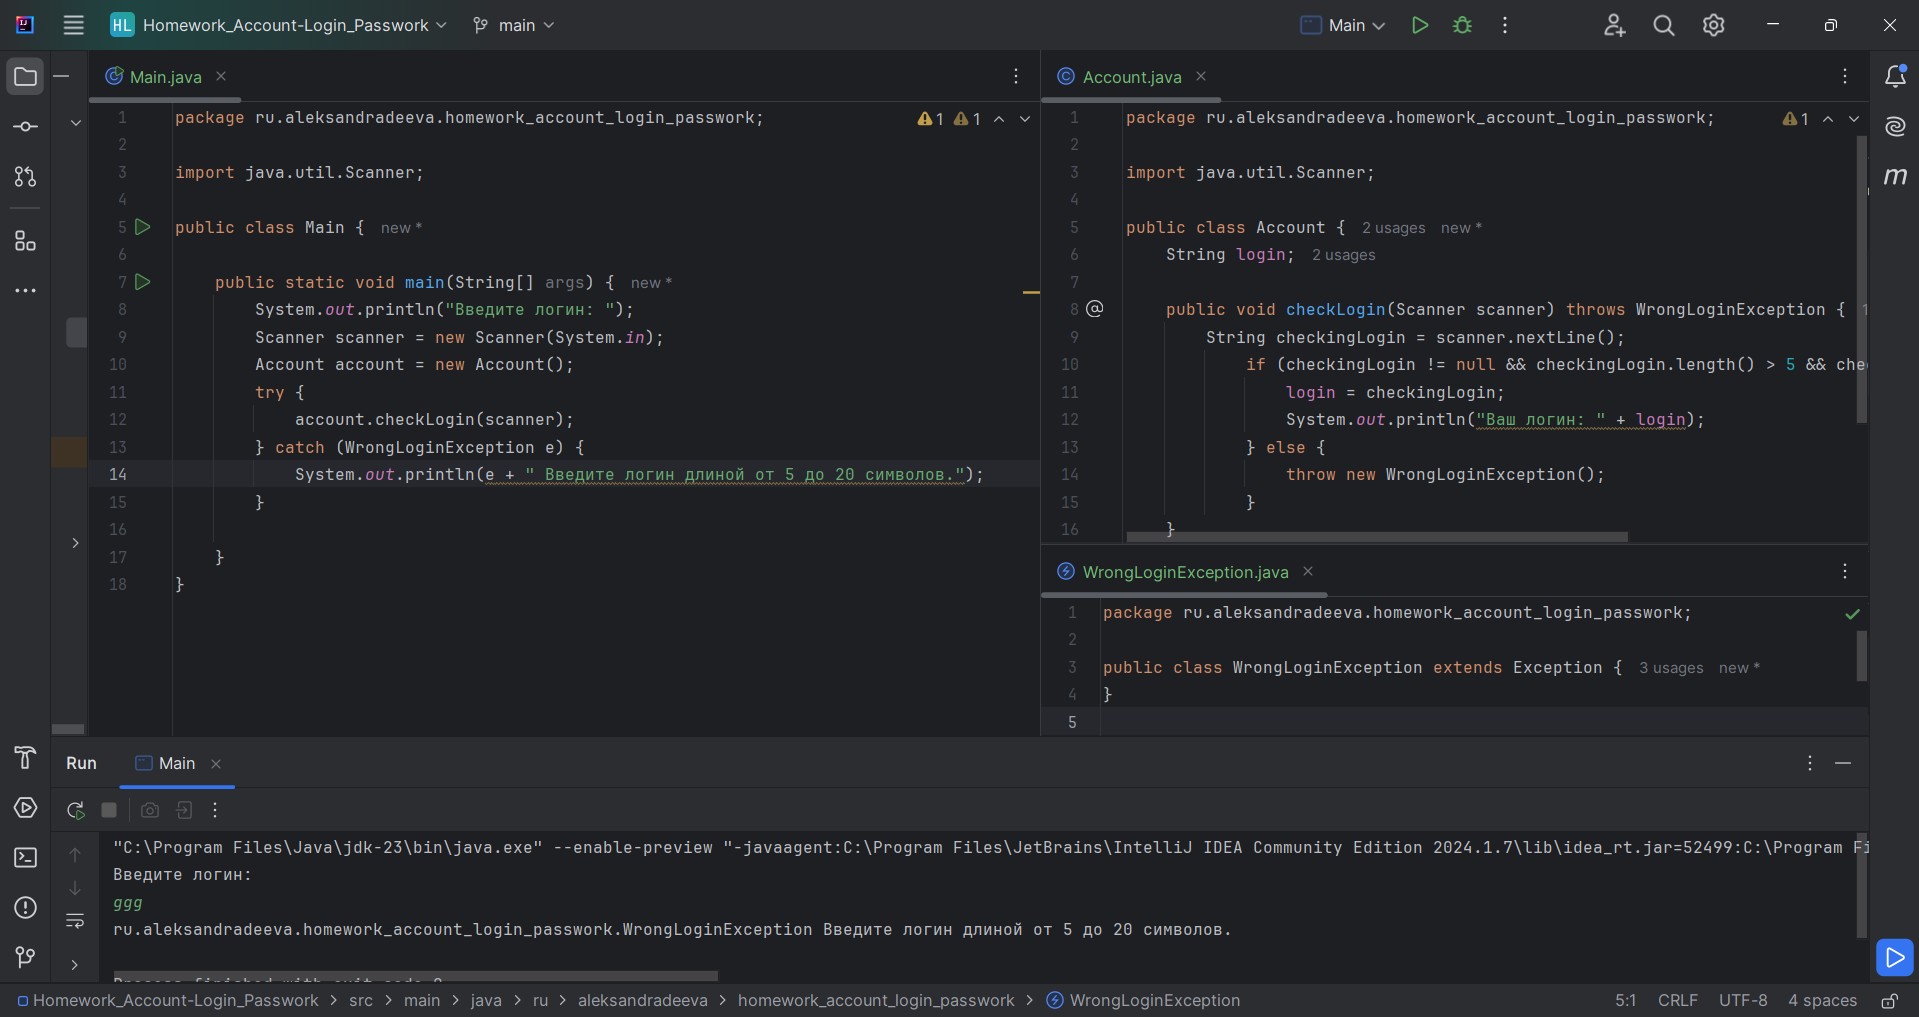 HL Homework_Account-Login_Passwork main Main
Main.java
1 package ru.aleksandradeeva.homework_account_login_passwork; 1 1
2
3 import java.util.Scanner;
4
5 public class Main { new *
6
7 public static void main(String[] args) { new *
8 System.out.println("Введите логин: ");
9 Scanner scanner = new Scanner(System.in);
10 Account account = new Account();
11 try {
12 account.checkLogin(scanner);
13 } catch (WrongLoginException e) {
14 System.out.println(e + " Введите логин длиной от 5 до 20 символов.");
15 }
16
17 }
18 }
Account.java
1 package ru.aleksandradeeva.homework_account_login_passwork; 1
2
3 import java.util.Scanner;
4
5 public class Account { 2 usages new *
6 String login; 2 usages
7
8 public void checkLogin(Scanner scanner) throws WrongLoginException {
9 String checkingLogin = scanner.nextLine();
10 if (checkingLogin != null && checkingLogin.length() > 5 && che
11 login = checkingLogin;
12 System.out.println("Ваш логин: " + login);
13 } else {
14 throw new WrongLoginException();
15 }
16 }
WrongLoginException.java
1 package ru.aleksandradeeva.homework_account_login_passwork;
2
3 public class WrongLoginException extends Exception { 3 usages new *
4 }
5
m
Run Main
"C:\Program Files\Java\jdk-23\bin\java.exe" --enable-preview "-javaagent:C:\Program Files\JetBrains\IntelliJ IDEA Community Edition 2024.1.7\lib\idea_rt.jar=52499:C:\Program Fi
Введите логин:
ggg
ru.aleksandradeeva.homework_account_login_passwork.WrongLoginException Введите логин длиной от 5 до 20 символов.
Homework_Account-Login_Passwork > src > main > java > ru > aleksandradeeva > homework_account_login_passwork > WrongLoginException 5:1 CRLF UTF-8 4 spaces